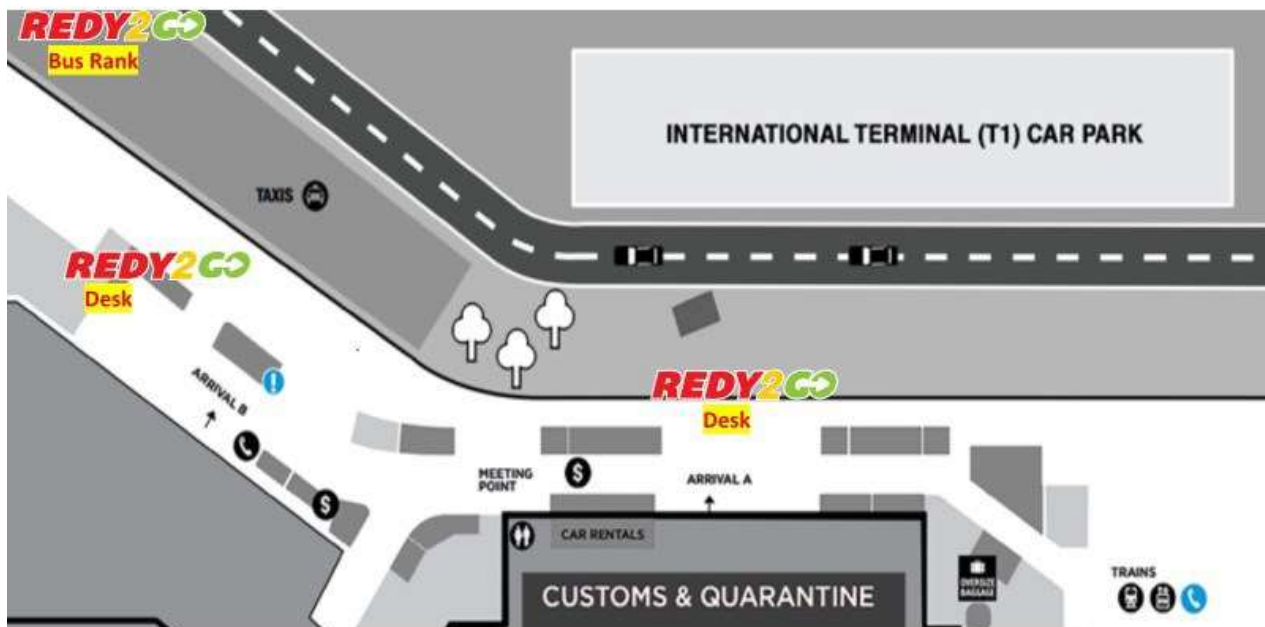 REDY2GO
Bus Rank
INTERNATIONAL TERMINAL (T1) CAR PARK
TAXIS
REDY2GO
Desk
ARRIVAL B
REDY2GO
Desk
MEETING
POINT
$
ARRIVAL A
$
CAR RENTALS
CUSTOMS & QUARANTINE
OVERSIZE
BAGGAGE
TRAINS